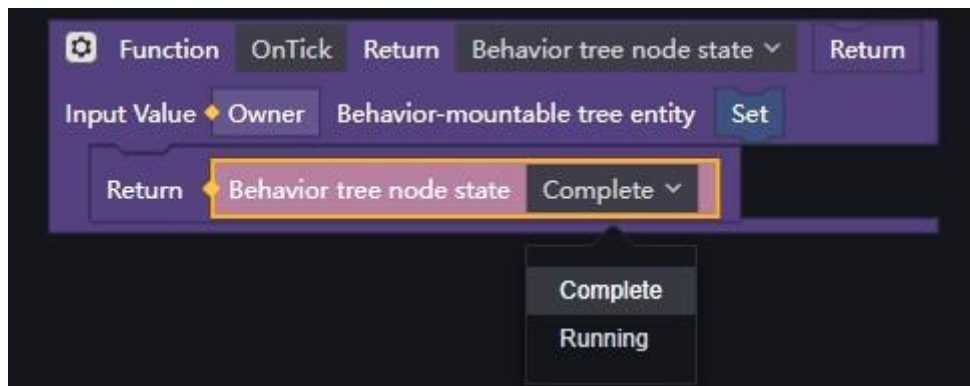 Function OnTick Return Behavior tree node state Return
Input Value Owner Behavior-mountable tree entity Set
Return Behavior tree node state Complete
Complete
Running